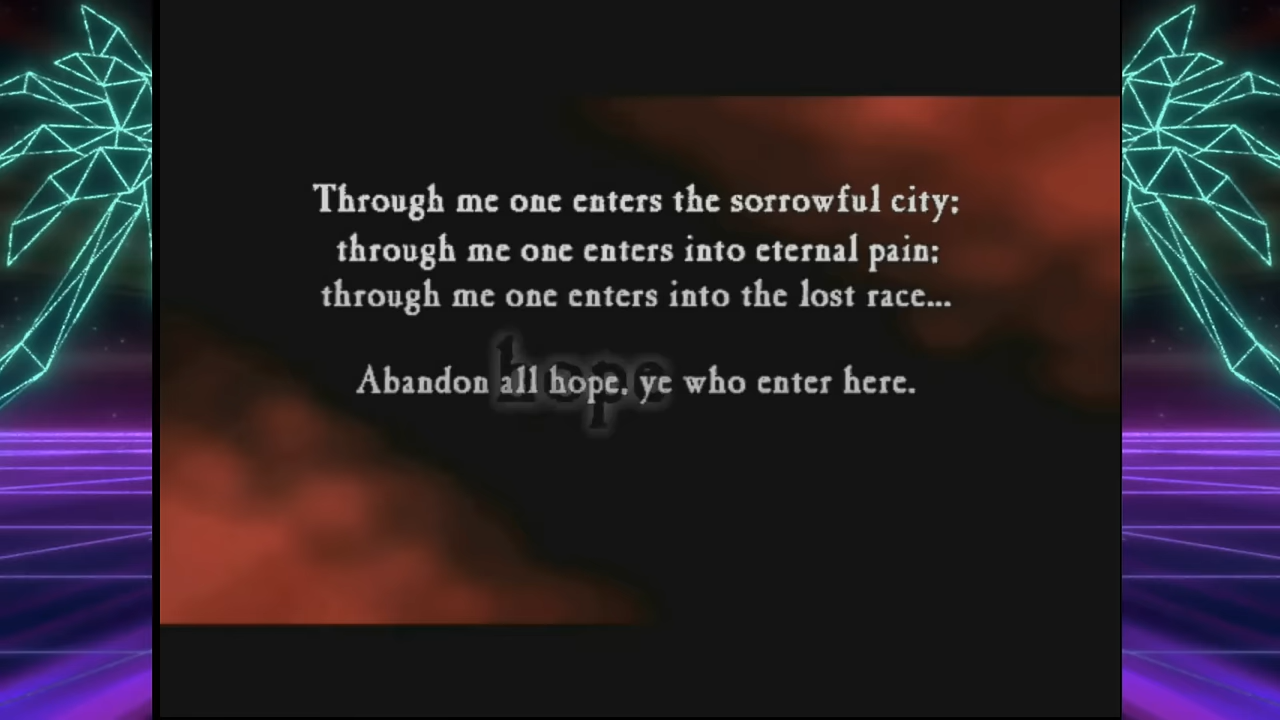 Through me one enters the sorrowful city;
through me one enters into eternal pain;
through me one enters into the lost race...
hope
Abandon all hope, ye who enter here.